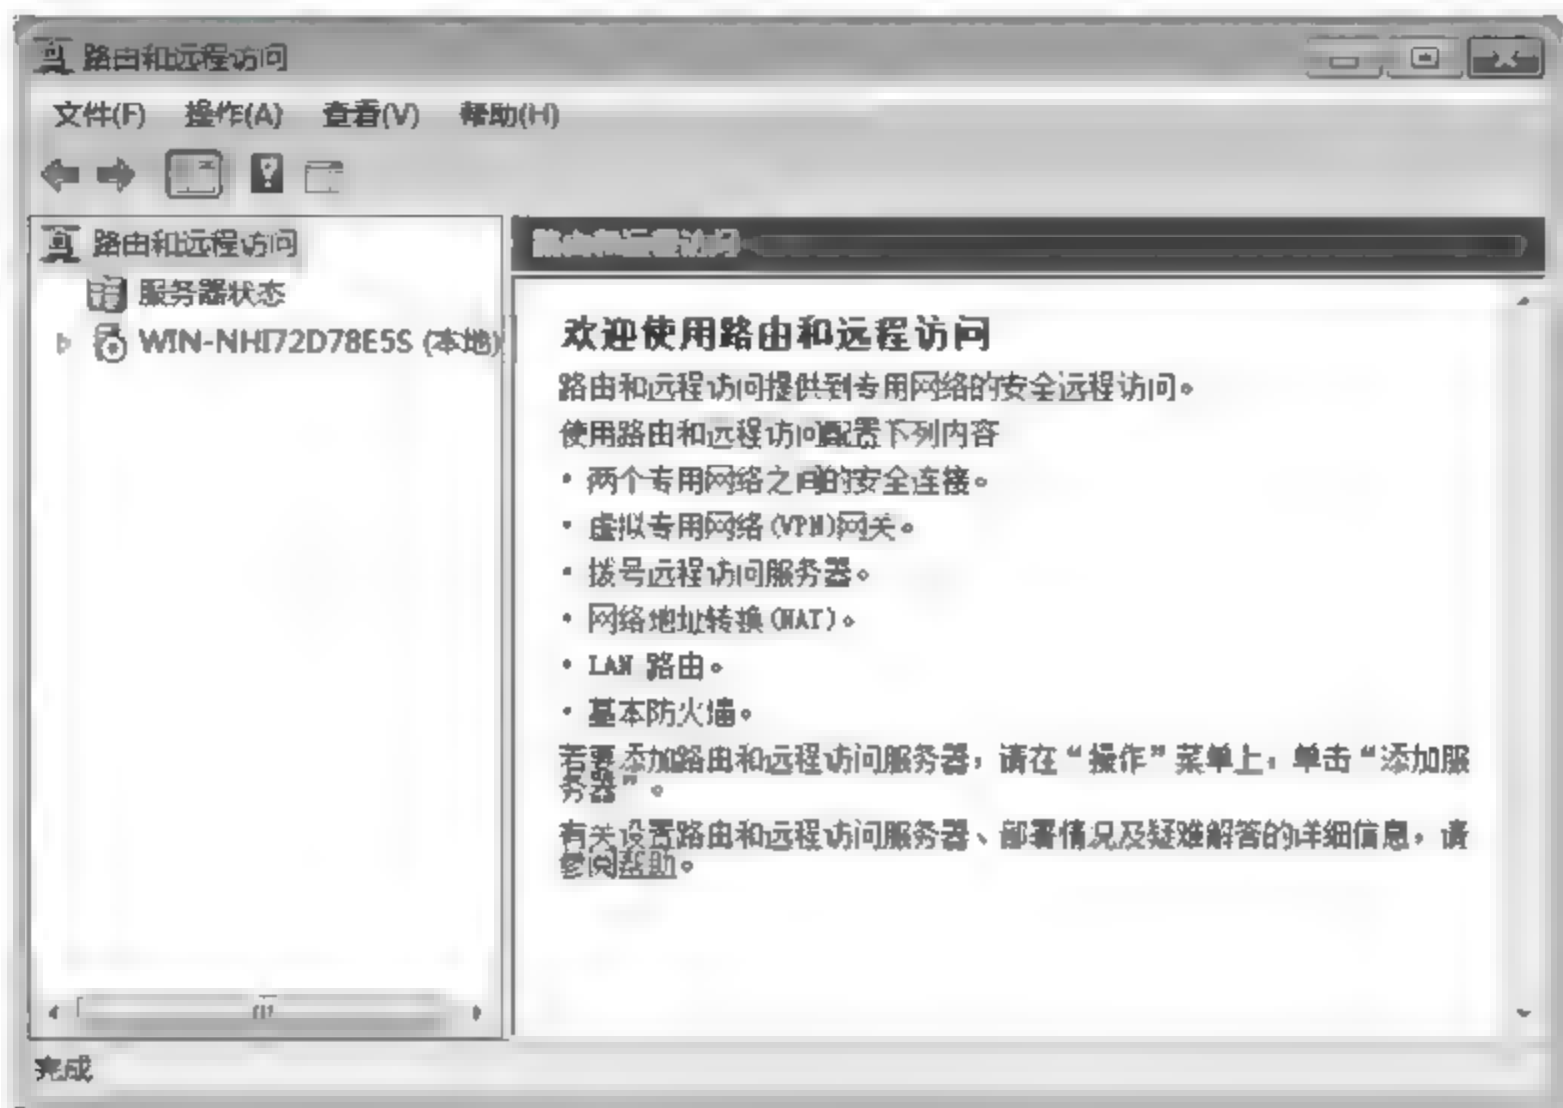 路由和远程访问
文件(F) 操作(A) 查看(V) 帮助(H)
路由和远程访问
服务器状态
WIN-NHI72D78E5S (本地)
路由和远程访问
欢迎使用路由和远程访问
路由和远程访问提供到专用网络的安全远程访问。
使用路由和远程访问配置下列内容
• 两个专用网络之间的安全连接。
• 虚拟专用网络(VPN)网关。
• 拨号远程访问服务器。
• 网络地址转换(NAT)。
• LAN 路由。
• 基本防火墙。
若要添加路由和远程访问服务器，请在“操作”菜单上，单击“添加服
务器”。
有关设置路由和远程访问服务器、部署情况及疑难解答的详细信息，请
参阅帮助。
完成